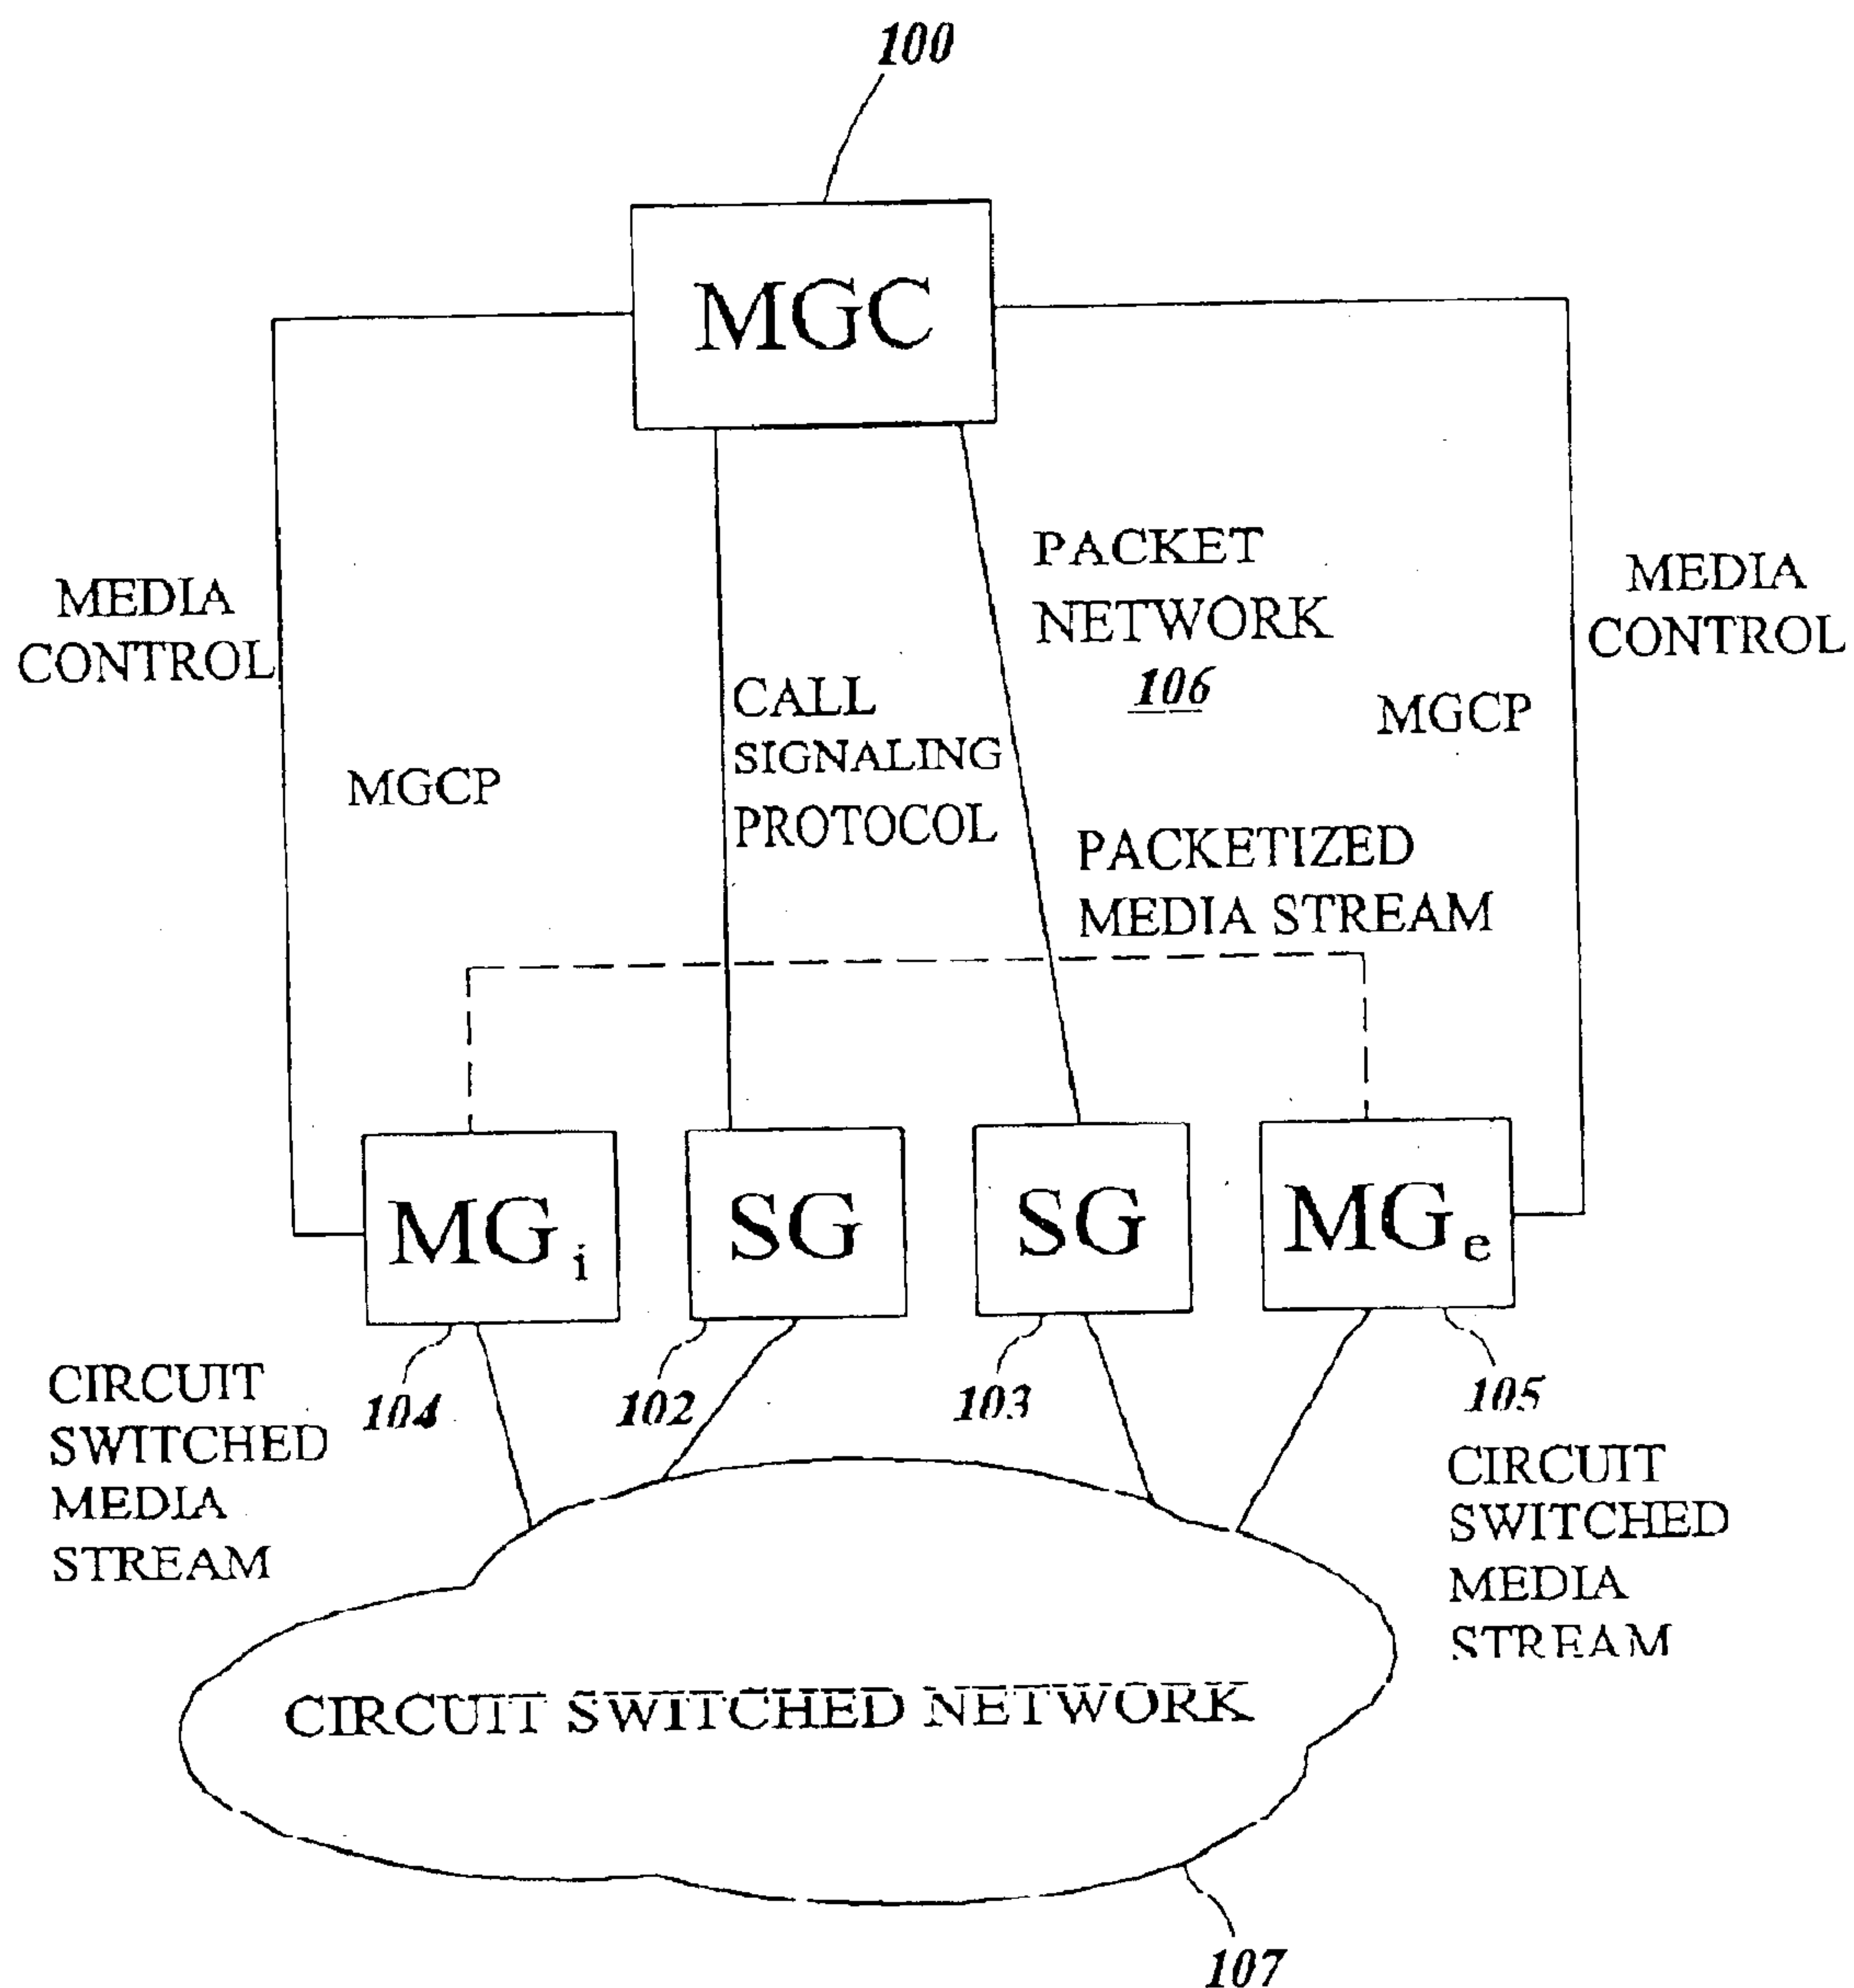 100
MGC
PACKET
NETWORK
106
MEDIA
CONTROL
MEDIA
CONTROL
CALL
SIGNALING
PROTOCOL
MGCP
MGCP
PACKETIZED
MEDIA STREAM
MGi
SG
SG
MGe
104
102
103
105
CIRCUIT
SWITCHED
MEDIA
STREAM
CIRCUIT
SWITCHED
MEDIA
STREAM
CIRCUIT SWITCHED NETWORK
107